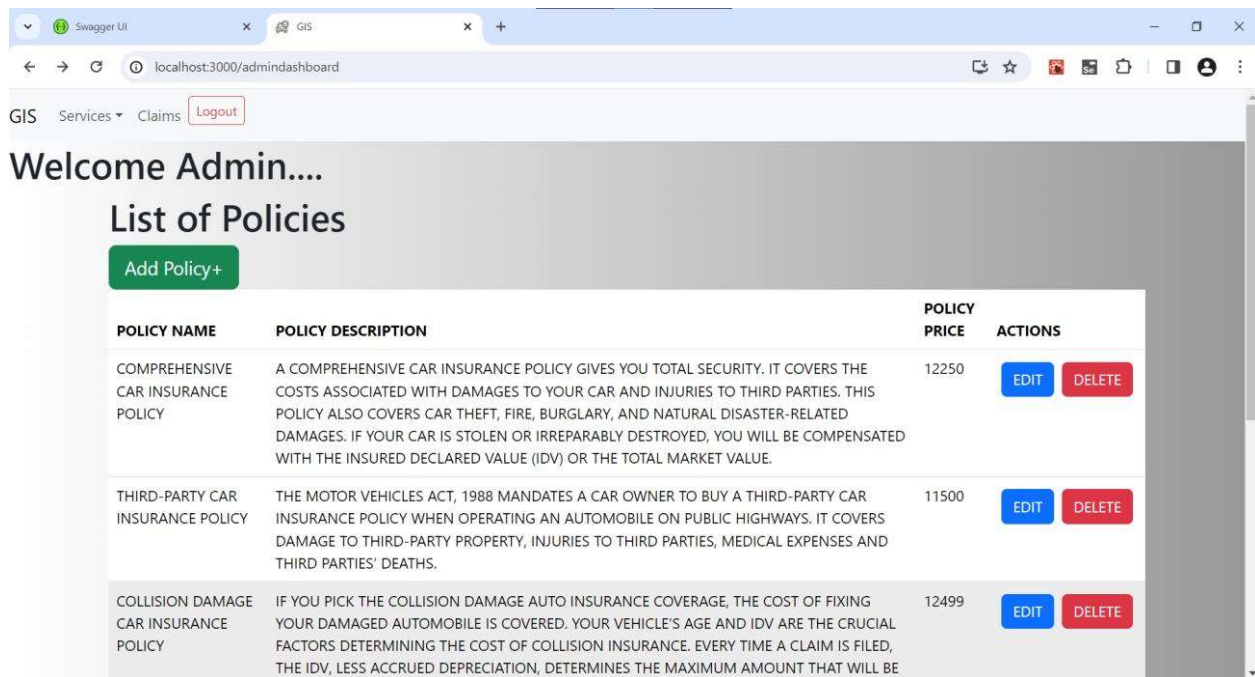 Swagger UI
GIS
localhost:3000/admindashboard
GIS Services Claims Logout
Welcome Admin....
List of Policies
Add Policy+
POLICY NAME POLICY DESCRIPTION POLICY PRICE ACTIONS
COMPREHENSIVE
CAR INSURANCE
POLICY
A COMPREHENSIVE CAR INSURANCE POLICY GIVES YOU TOTAL SECURITY. IT COVERS THE
COSTS ASSOCIATED WITH DAMAGES TO YOUR CAR AND INJURIES TO THIRD PARTIES. THIS
POLICY ALSO COVERS CAR THEFT, FIRE, BURGLARY, AND NATURAL DISASTER-RELATED
DAMAGES. IF YOUR CAR IS STOLEN OR IRREPARABLY DESTROYED, YOU WILL BE COMPENSATED
WITH THE INSURED DECLARED VALUE (IDV) OR THE TOTAL MARKET VALUE.
12250
EDIT DELETE
THIRD-PARTY CAR
INSURANCE POLICY
THE MOTOR VEHICLES ACT, 1988 MANDATES A CAR OWNER TO BUY A THIRD-PARTY CAR
INSURANCE POLICY WHEN OPERATING AN AUTOMOBILE ON PUBLIC HIGHWAYS. IT COVERS
DAMAGE TO THIRD-PARTY PROPERTY, INJURIES TO THIRD PARTIES, MEDICAL EXPENSES AND
THIRD PARTIES' DEATHS.
11500
EDIT DELETE
COLLISION DAMAGE
CAR INSURANCE
POLICY
IF YOU PICK THE COLLISION DAMAGE AUTO INSURANCE COVERAGE, THE COST OF FIXING
YOUR DAMAGED AUTOMOBILE IS COVERED. YOUR VEHICLE'S AGE AND IDV ARE THE CRUCIAL
FACTORS DETERMINING THE COST OF COLLISION INSURANCE. EVERY TIME A CLAIM IS FILED,
THE IDV, LESS ACCRUED DEPRECIATION, DETERMINES THE MAXIMUM AMOUNT THAT WILL BE
12499
EDIT DELETE